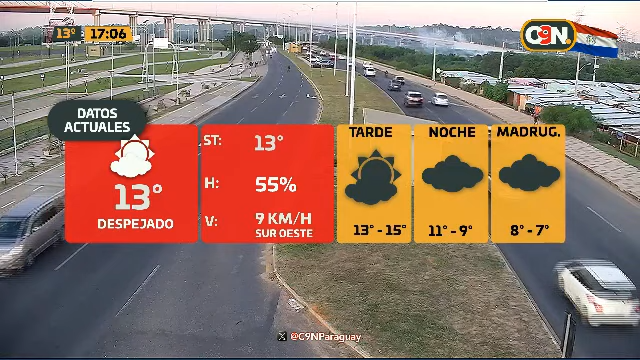 13° 17:06
C9N
DATOS
ACTUALES
13°
DESPEJADO
ST: 13°
H: 55%
V: 9 KM/H
SUR OESTE
TARDE
13° - 15°
NOCHE
11° - 9°
MADRUG.
8° - 7°
@C9NParaguay